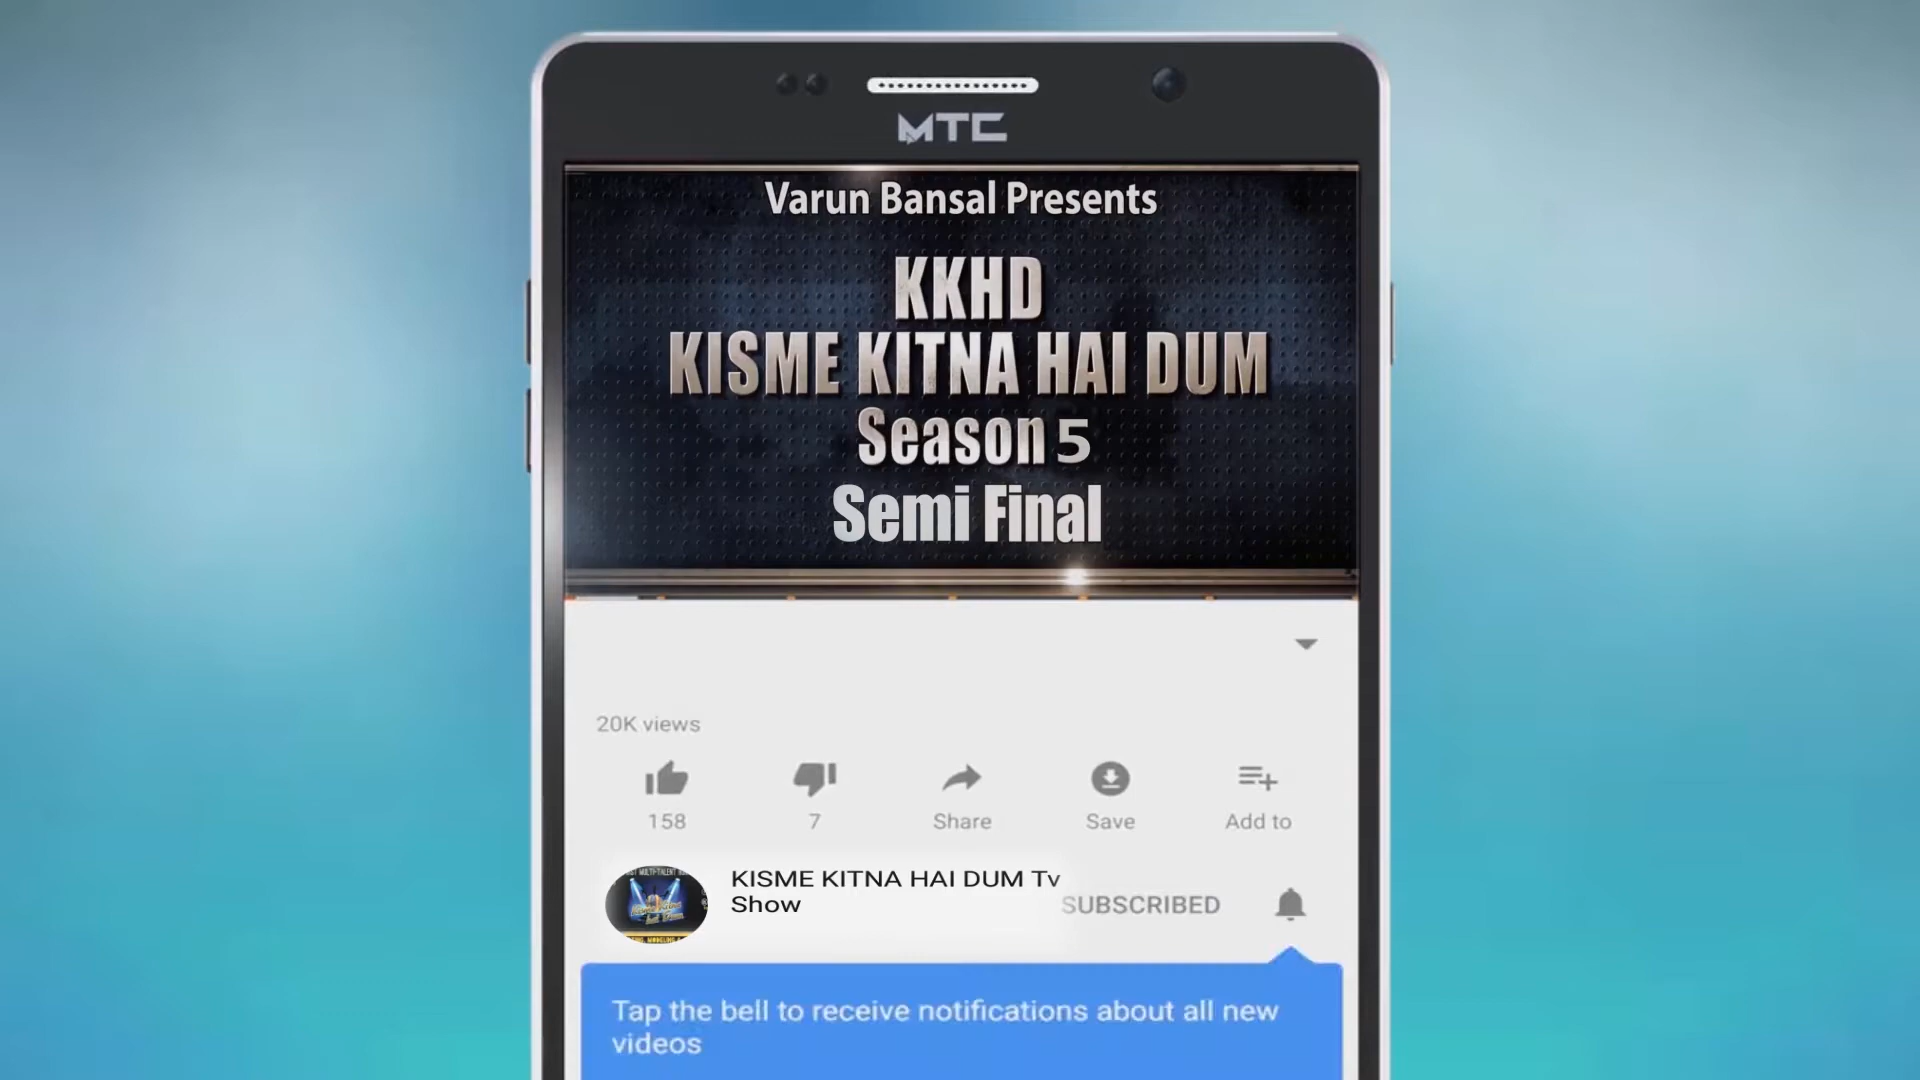 MTC
Varun Bansal Presents
KKHD
KISME KITNA HAI DUM
Season 5
Semi Final
20K views
158
7
Share
Save
Add to
KISME KITNA HAI DUM Tv
Show
SUBSCRIBED
Tap the bell to receive notifications about all new
videos